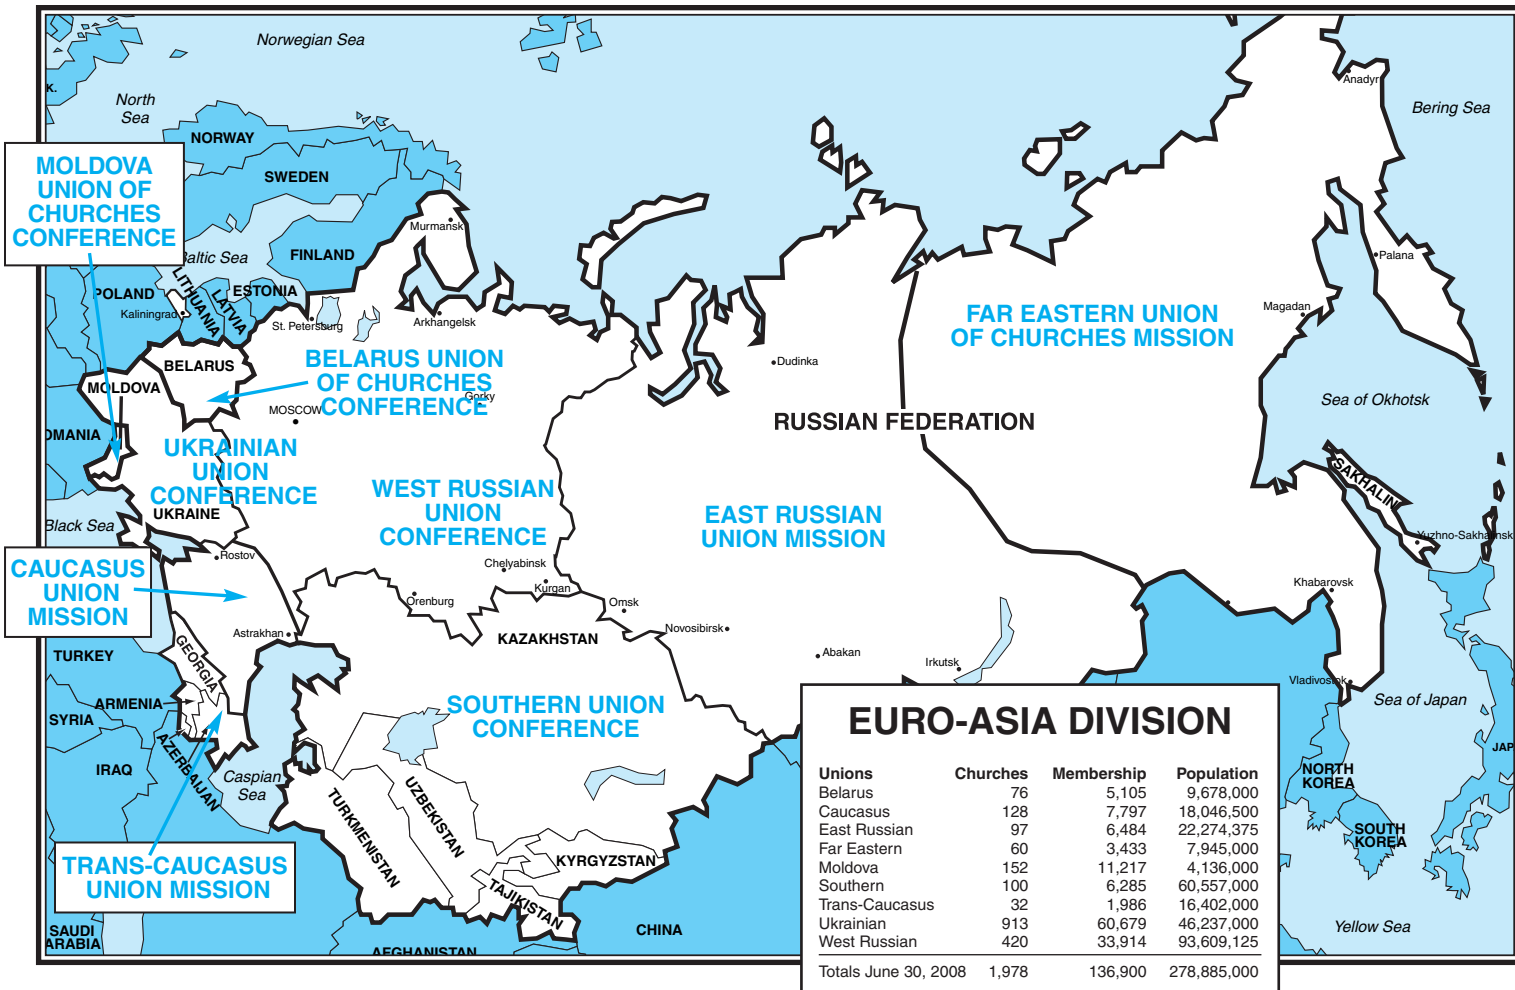 Norwegian Sea
North
Sea
K.
Anadyr
Bering Sea
NORWAY
SWEDEN
FINLAND
Murmansk
MOLDOVA
UNION OF
CHURCHES
CONFERENCE
Baltic Sea
ESTONIA
LATVIA
LITHUANIA
POLAND
Kaliningrad
St. Petersburg
Arkhangelsk
Palana
Magadan
FAR EASTERN UNION
OF CHURCHES MISSION
Dudinka
BELARUS
BELARUS UNION
OF CHURCHES
CONFERENCE
Gorky
MOLDOVA
MOSCOW
RUSSIAN FEDERATION
Sea of Okhotsk
OMANIA
UKRAINIAN
UNION
CONFERENCE
UKRAINE
WEST RUSSIAN
UNION
CONFERENCE
EAST RUSSIAN
UNION MISSION
SAKHALIN
Yuzhno-Sakhalinsk
Black Sea
Rostov
CAUCASUS
UNION
MISSION
Chelyabinsk
Kurgan
Orenburg
Omsk
Khabarovsk
Astrakhan
KAZAKHSTAN
Novosibirsk
Abakan
Irkutsk
Vladivostok
TURKEY
GEORGIA
ARMENIA
AZERBAIJAN
SYRIA
IRAQ
Caspian
Sea
SOUTHERN UNION
CONFERENCE
Sea of Japan
JAP
NORTH
KOREA
SOUTH
KOREA
TURKMENISTAN
UZBEKISTAN
KYRGYZSTAN
TAJIKISTAN
TRANS-CAUCASUS
UNION MISSION
SAUDI
ARABIA
AFGHANISTAN
CHINA
Yellow Sea
EURO-ASIA DIVISION
Unions Churches Membership Population
Belarus 76 5,105 9,678,000
Caucasus 128 7,797 18,046,500
East Russian 97 6,484 22,274,375
Far Eastern 60 3,433 7,945,000
Moldova 152 11,217 4,136,000
Southern 100 6,285 60,557,000
Trans-Caucasus 32 1,986 16,402,000
Ukrainian 913 60,679 46,237,000
West Russian 420 33,914 93,609,125
Totals June 30, 2008 1,978 136,900 278,885,000